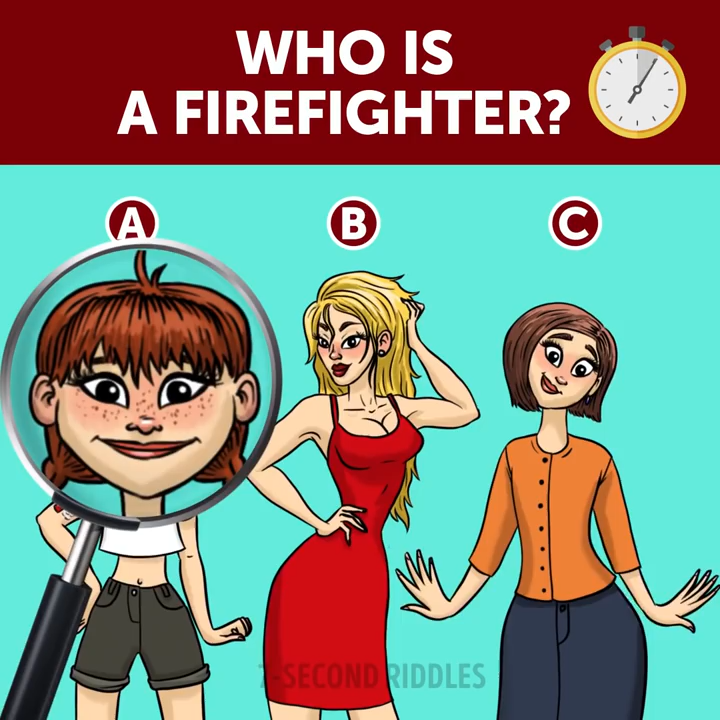 WHO IS
A FIREFIGHTER?
A
B
C
7-SECOND RIDDLES